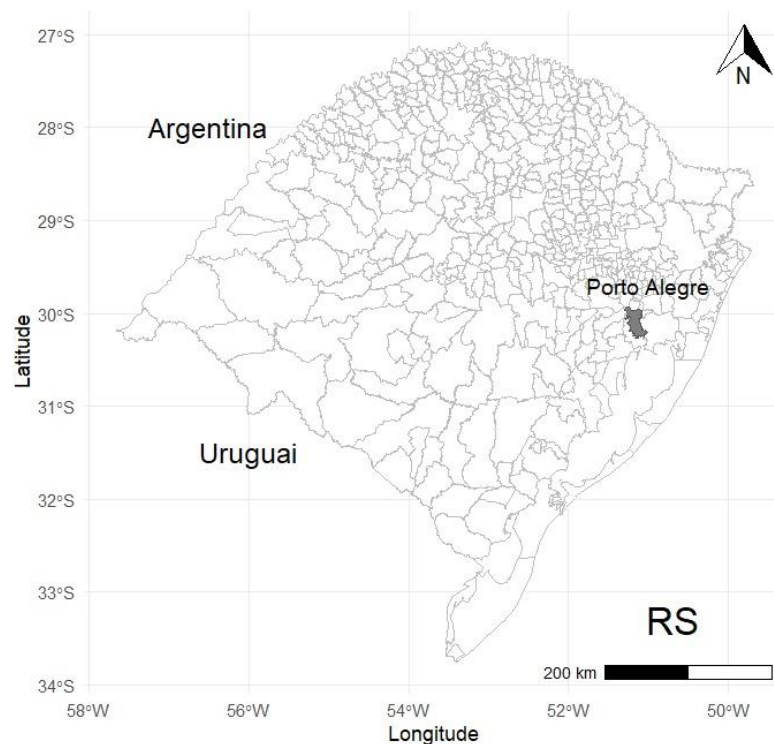 27°S
N
28°S
Argentina
29°S
Porto Alegre
30°S
Latitude
31°S
Uruguai
32°S
33°S
RS
200 km
34°S
58°W 56°W 54°W 52°W 50°W
Longitude